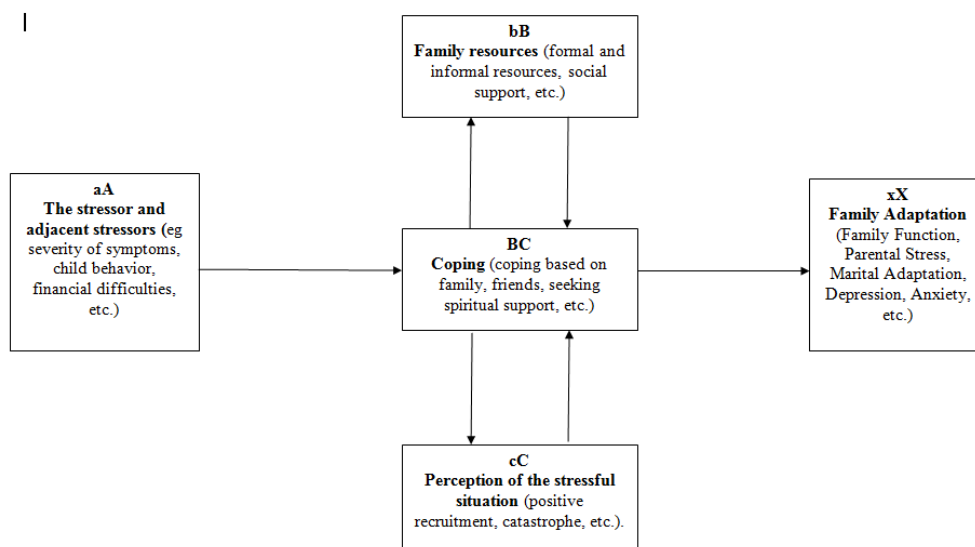 bB
Family resources (formal and
informal resources, social
support, etc.)
aA
The stressor and
adjacent stressors (eg
severity of symptoms,
child behavior,
financial difficulties,
etc.)
BC
Coping (coping based on
family, friends, seeking
spiritual support, etc.)
xX
Family Adaptation
(Family Function,
Parental Stress,
Marital Adaptation,
Depression, Anxiety,
etc.)
cC
Perception of the stressful
situation (positive
recruitment, catastrophe, etc.).